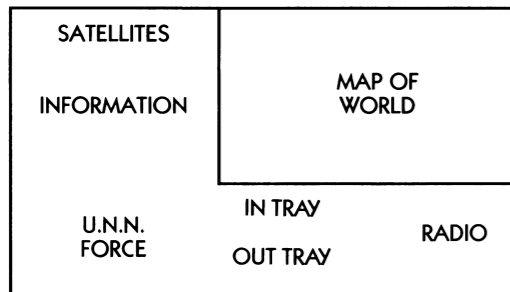 SATELLITES
INFORMATION
MAP OF
WORLD
U.N.N.
FORCE
IN TRAY
OUT TRAY
RADIO